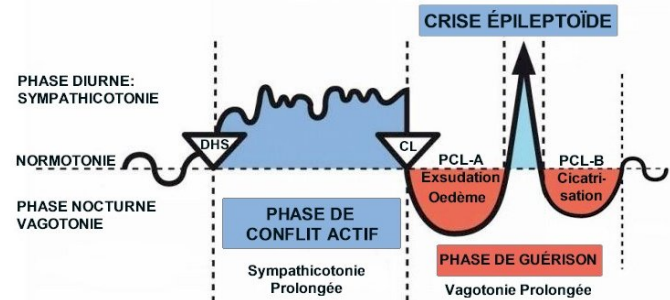 CRISE ÉPILEPTOÏDE
PHASE DIURNE:
SYMPATHICOTONIE
DHS
CL
NORMOTONIE
PCL-A
Exsudation
Oedème
PCL-B
Cicatri-
sation
PHASE NOCTURNE
VAGOTONIE
PHASE DE
CONFLIT ACTIF
PHASE DE GUÉRISON
Sympathicotonie
Prolongée
Vagotonie Prolongée